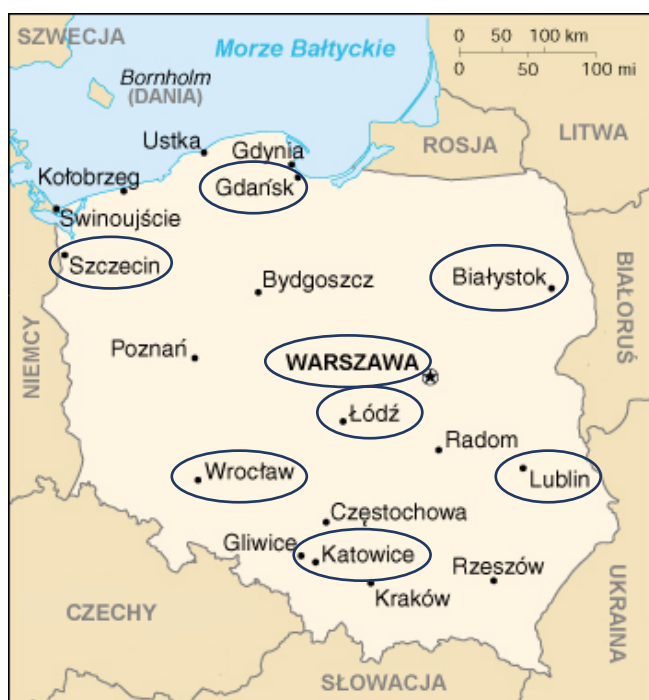 SZWECJA
Morze Bałtyckie
0 50 100 km
0 50 100 mi
Bornholm
(DANIA)
LITWA
Ustka
Gdynia
ROSJA
Gdańsk
Kołobrzeg
Swinoujście
Szczecin
Bydgoszcz
Białystok
BIAŁORUŚ
NIEMCY
Poznań
WARSZAWA
Łódź
Radom
Wrocław
Lublin
Częstochowa
Gliwice
Katowice
Rzeszów
Kraków
UKRAINA
CZECHY
SŁOWACJA